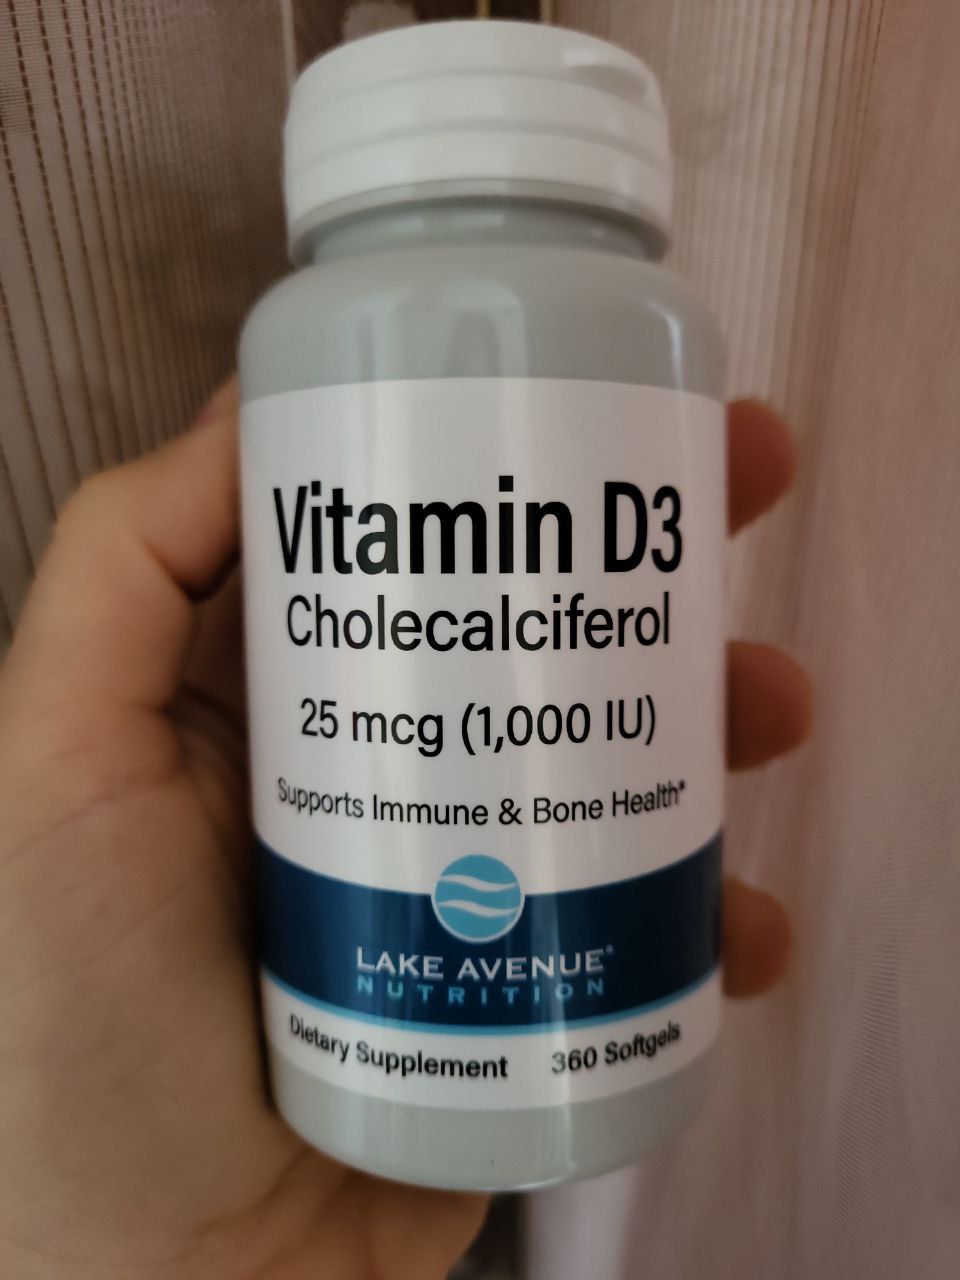 Vitamin D3
Cholecalciferol
25 mcg (1,000 IU)
Supports Immune & Bone Health*
LAKE AVENUE®
NUTRITION
Dietary Supplement 360 Softgels